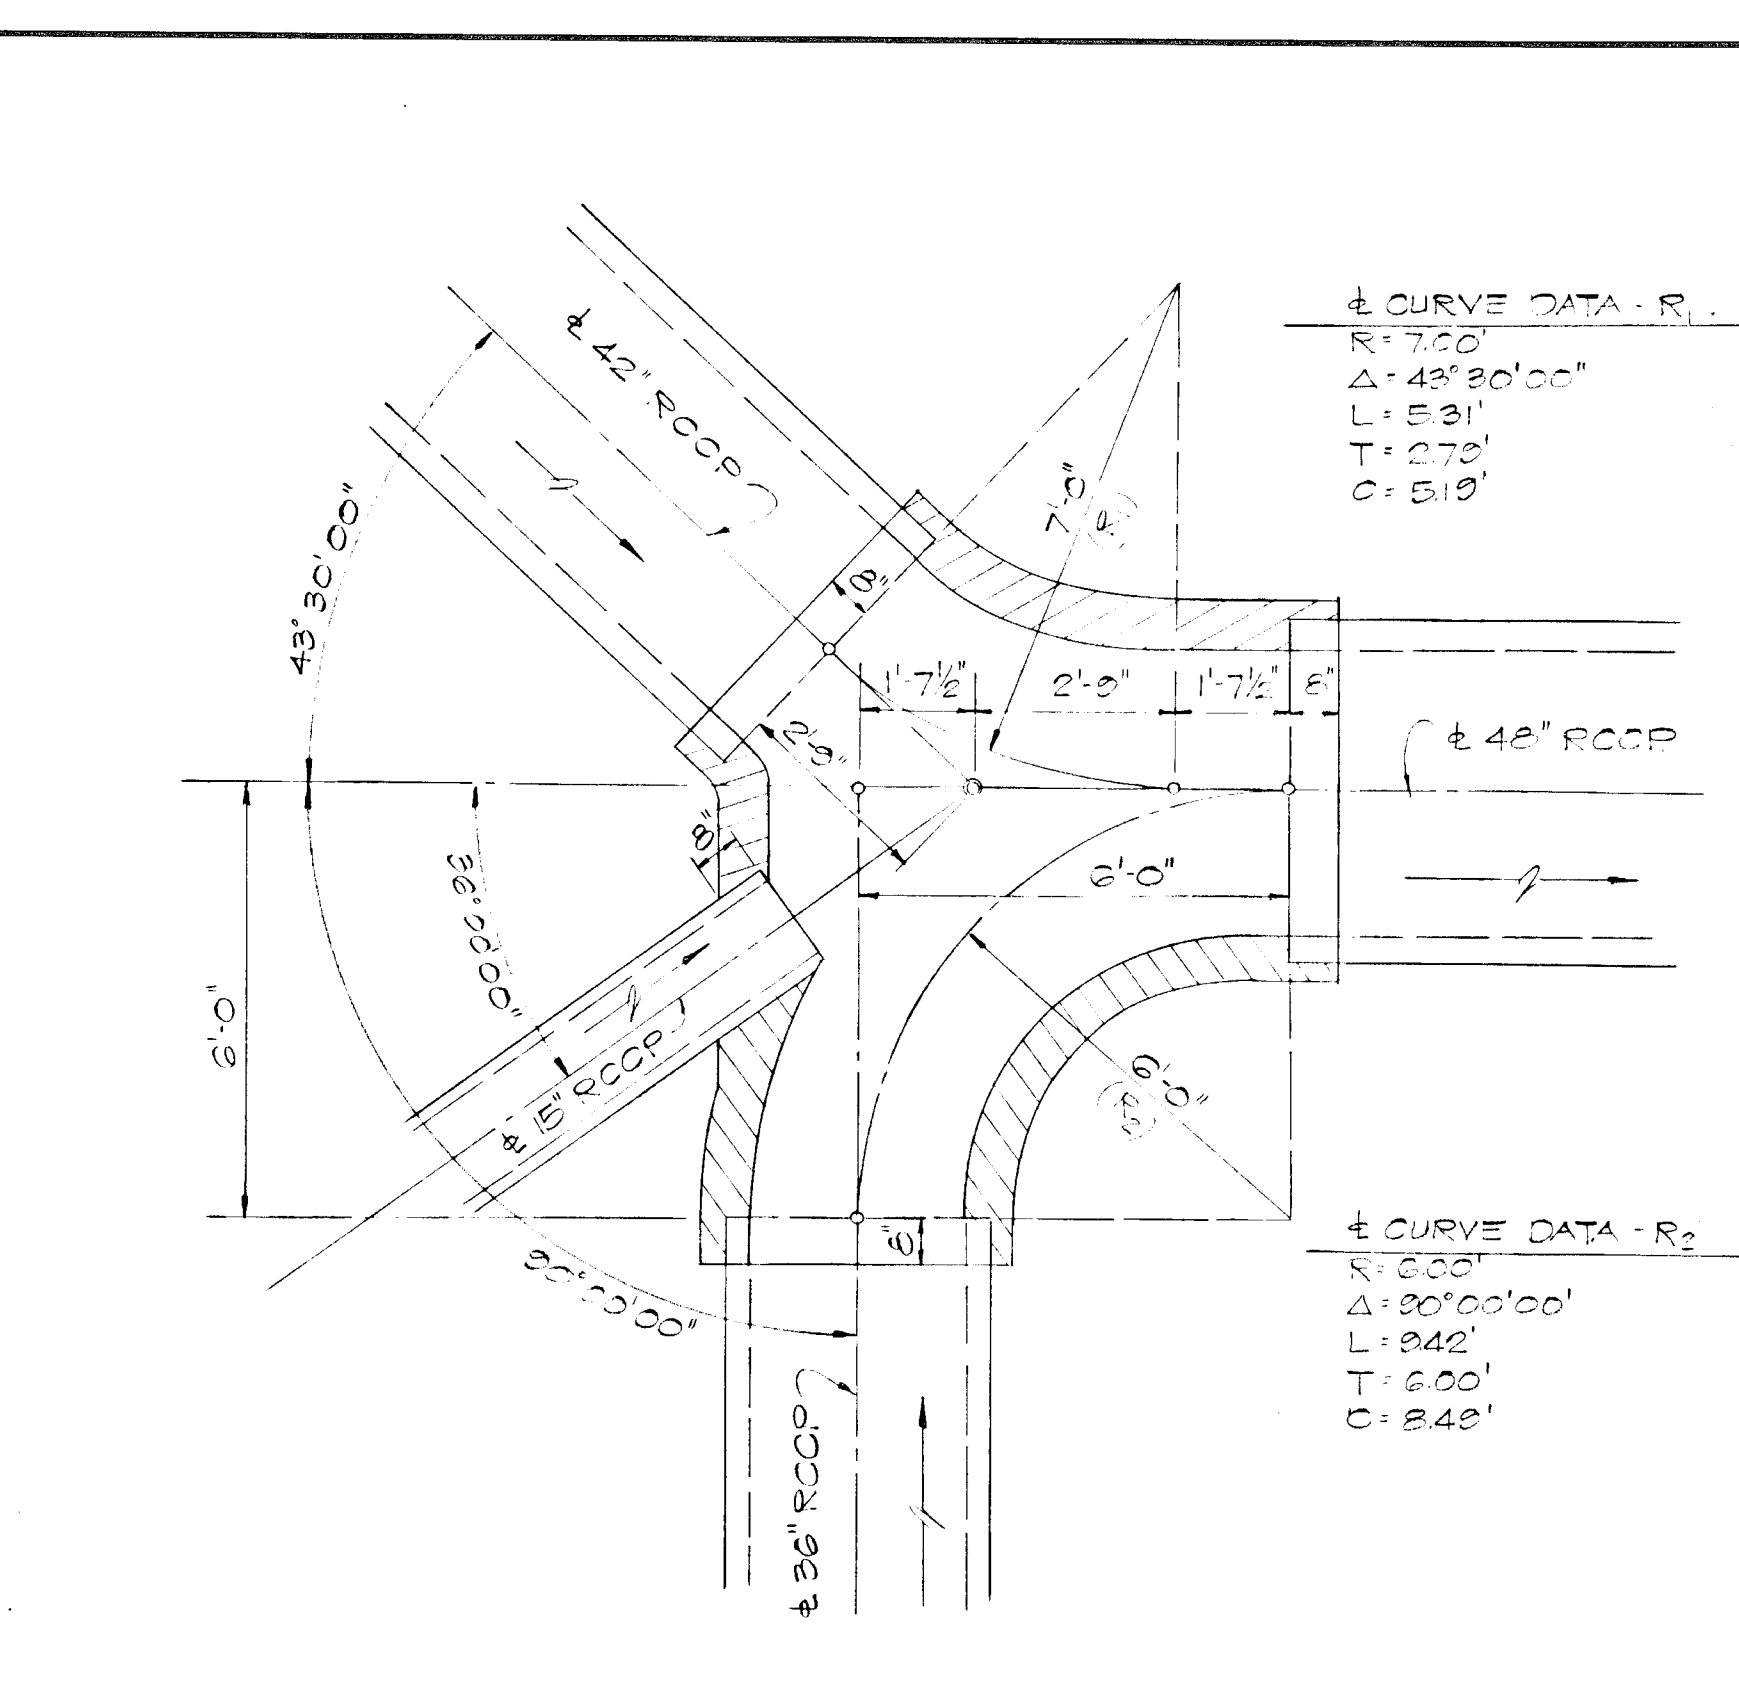 ℄ 42" RCCP
43° 30' 00"
8"
7'-0"
(R₁)
℄ CURVE DATA - R₁.
R = 7.00'
Δ = 43° 30' 00"
L = 5.31'
T = 2.79'
C = 5.19'
1'-7½" 2'-9" 1'-7½" 8"
℄ 48" RCCP
2'-9"
8"
36° 00' 00"
6'-0"
6'-0"
℄ 15" RCCP
6'-0"
(R₂)
90° 00' 00"
8"
℄ 36" RCCP
℄ CURVE DATA - R₂
R = 6.00'
Δ = 90° 00' 00'
L = 9.42'
T = 6.00'
C = 8.49'